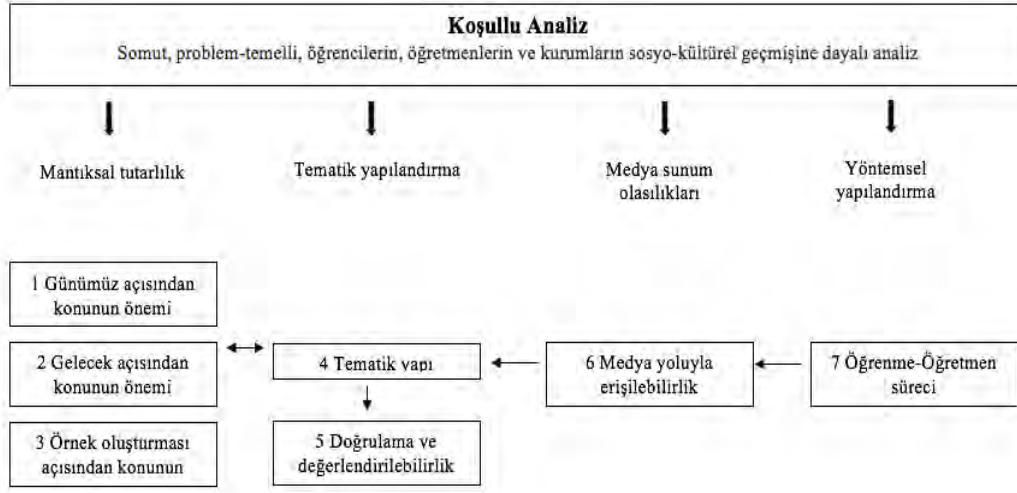 Koşullu Analiz
Somut, problem-temelli, öğrencilerin, öğretmenlerin ve kurumların sosyo-kültürel geçmişine dayalı analiz
Mantıksal tutarlılık
Tematik yapılandırma
Medya sunum
olasılıkları
Yöntemsel
yapılandırma
1 Günümüz açısından
konunun önemi
2 Gelecek açısından
konunun önemi
3 Örnek oluşturması
açısından konunun
4 Tematik yapı
5 Doğrulama ve
değerlendirilebilirlik
6 Medya yoluyla
erişilebilirlik
7 Öğrenme-Öğretmen
süreci